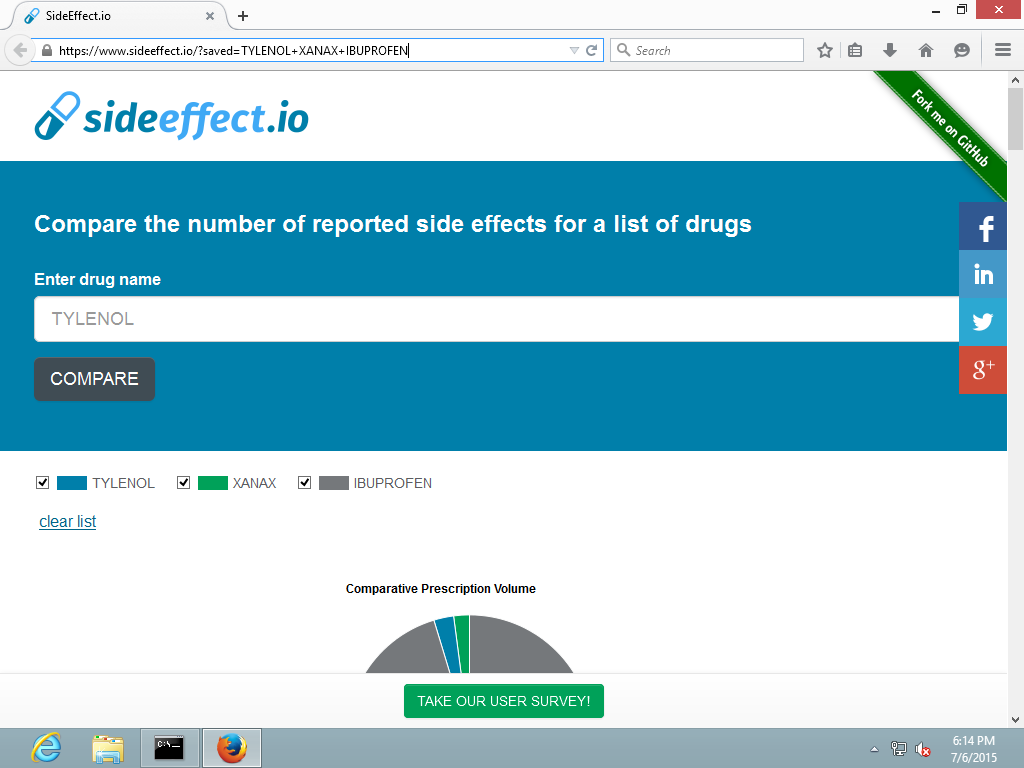 SideEffect.io
https://www.sideeffect.io/?saved=TYLENOL+XANAX+IBUPROFEN
Search
sideeffect.io
Fork me on GitHub
Compare the number of reported side effects for a list of drugs
Enter drug name
TYLENOL
COMPARE
f
in
g+
TYLENOL XANAX IBUPROFEN
clear list
Comparative Prescription Volume
TAKE OUR USER SURVEY!
C:\_
6:14 PM
7/6/2015